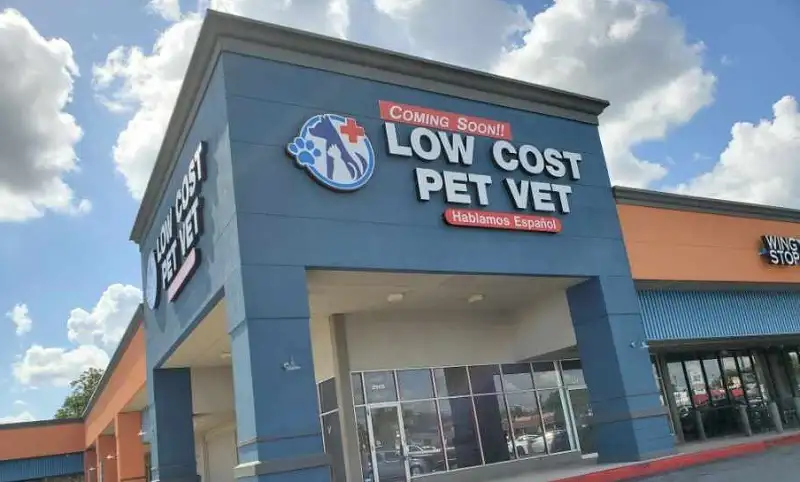 COMING SOON!!
LOW COST
PET VET
Hablamos Español
LOW COST
PET VET
WING
STOP